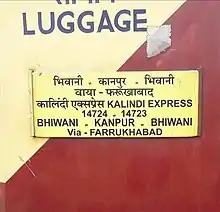 LUGGAGE
भिवानी - कानपुर - भिवानी
वाया - फरूखाबाद
कालिंदी एक्सप्रेस KALINDI EXPRESS
14724 - 14723
BHIWANI - KANPUR - BHIWANI
Via - FARRUKHABAD